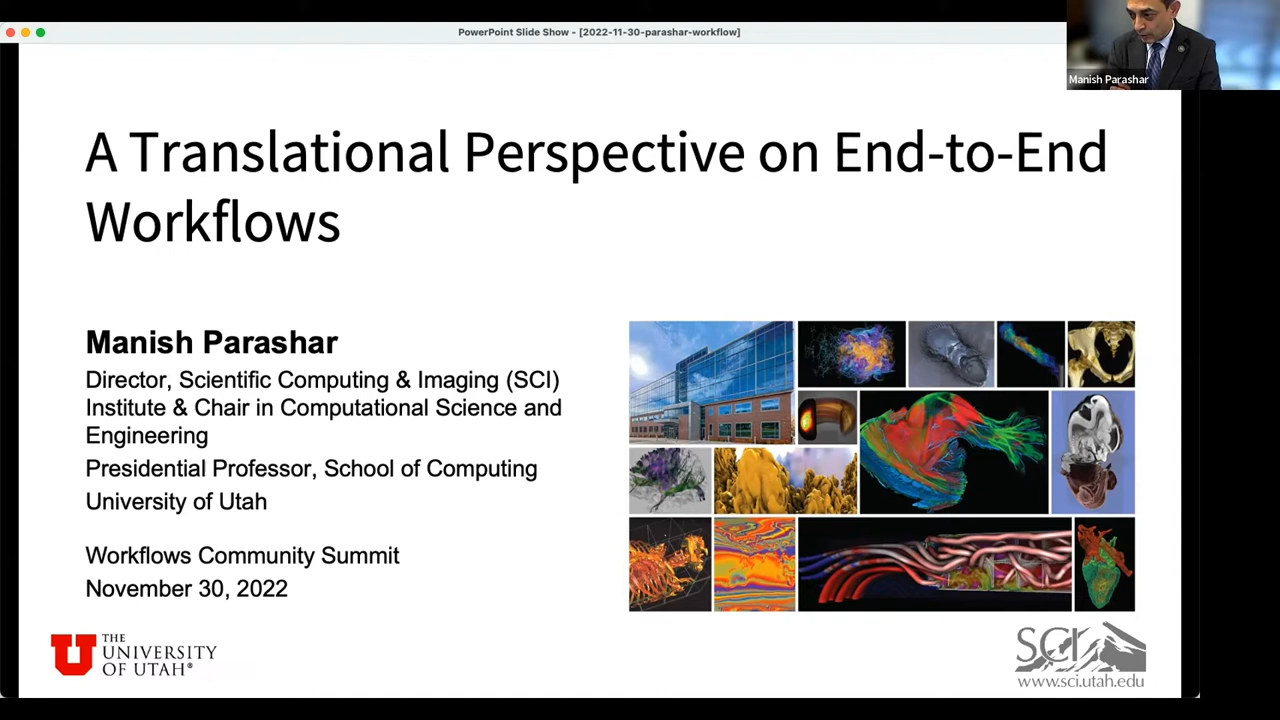 PowerPoint Slide Show - [2022-11-30-parashar-workflow]
Manish Parashar
A Translational Perspective on End-to-End
Workflows
Manish Parashar
Director, Scientific Computing & Imaging (SCI)
Institute & Chair in Computational Science and
Engineering
Presidential Professor, School of Computing
University of Utah
Workflows Community Summit
November 30, 2022
U
THE
UNIVERSITY
OF UTAH®
SCI
www.sci.utah.edu